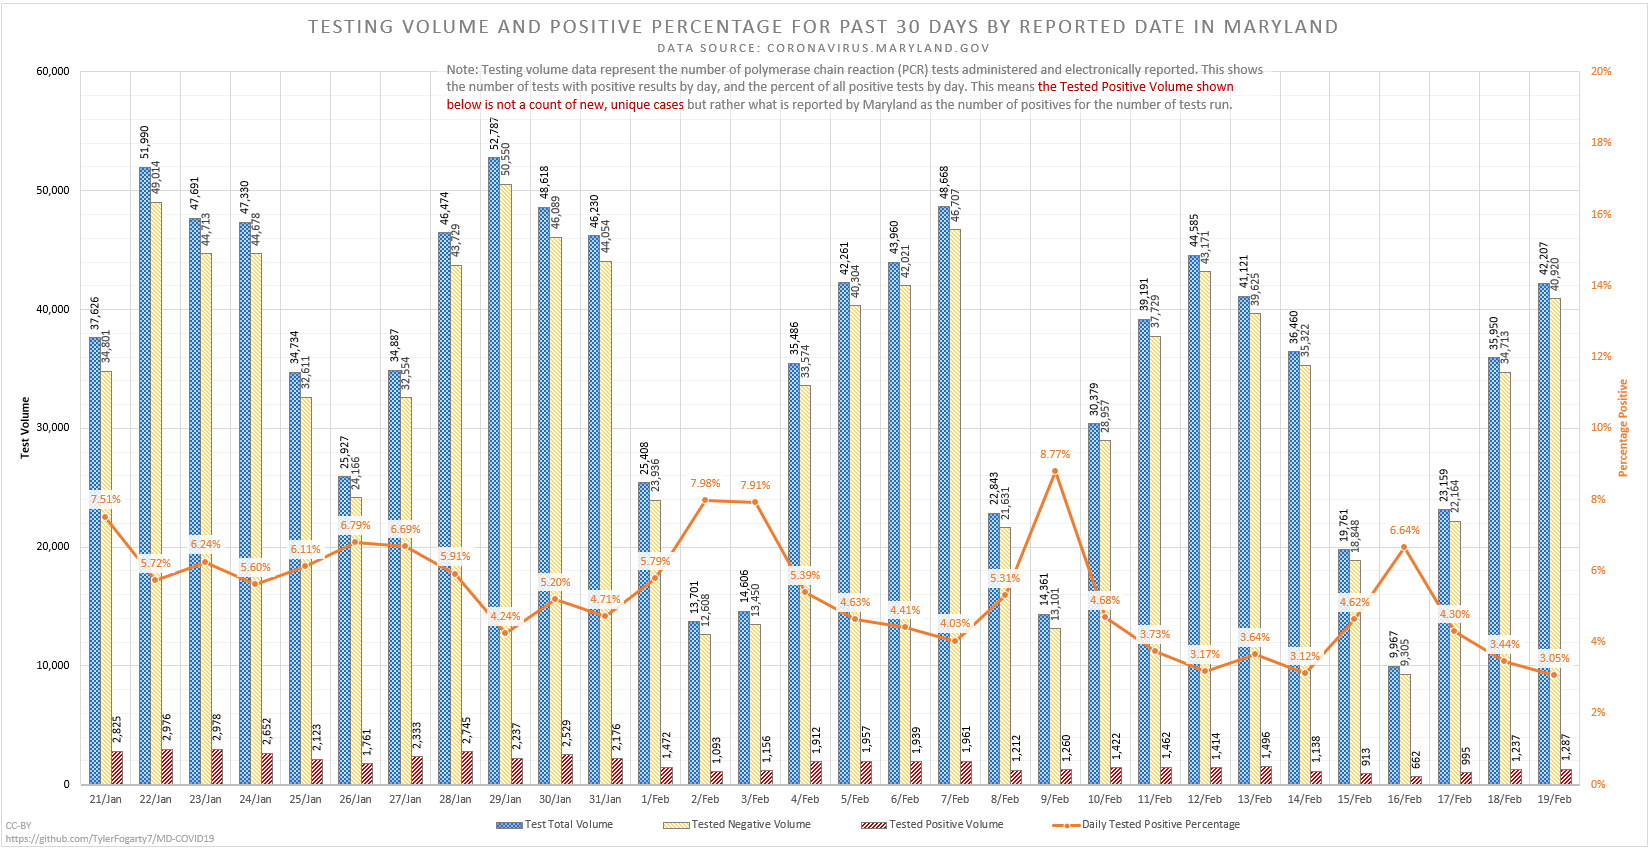 TESTING VOLUME AND POSITIVE PERCENTAGE FOR PAST 30 DAYS BY REPORTED DATE IN MARYLAND
DATA SOURCE: CORONAVIRUS.MARYLAND.GOV
Note: Testing volume data represent the number of polymerase chain reaction (PCR) tests administered and electronically reported. This shows
the number of tests with positive results by day, and the percent of all positive tests by day. This means the Tested Positive Volume shown
below is not a count of new, unique cases but rather what is reported by Maryland as the number of positives for the number of tests run.
Test Volume
60,000
50,000
40,000
30,000
20,000
10,000
0
37,626 51,990 47,691 47,330 34,734 25,927 34,887 46,474 52,787 48,618 46,230 25,408 13,701 14,606 35,486 42,261 43,960 48,668 22,843 14,361 30,379 39,191 44,585 41,121 36,460 19,761 9,967 23,159 35,950 42,207
34,801 49,014 44,713 44,678 32,611 24,166 32,554 43,729 50,550 46,089 44,054 23,936 12,608 13,450 33,574 40,304 42,021 46,707 21,631 13,101 28,957 37,729 43,171 39,625 35,322 18,848 9,305 22,164 34,713 40,920
7.51% 5.72% 6.24% 5.60% 6.11% 6.79% 6.69% 5.91% 4.24% 5.20% 4.71% 5.79% 7.98% 7.91% 5.39% 4.63% 4.41% 4.03% 5.31% 8.77% 4.68% 3.73% 3.17% 3.64% 3.12% 4.62% 6.64% 4.30% 3.44% 3.05%
2,825 2,976 2,978 2,652 2,123 1,761 2,333 2,745 2,237 2,529 2,176 1,472 1,093 1,156 1,912 1,957 1,939 1,961 1,212 1,260 1,422 1,462 1,414 1,496 1,138 913 662 995 1,237 1,287
21/Jan 22/Jan 23/Jan 24/Jan 25/Jan 26/Jan 27/Jan 28/Jan 29/Jan 30/Jan 31/Jan 1/Feb 2/Feb 3/Feb 4/Feb 5/Feb 6/Feb 7/Feb 8/Feb 9/Feb 10/Feb 11/Feb 12/Feb 13/Feb 14/Feb 15/Feb 16/Feb 17/Feb 18/Feb 19/Feb
20%
18%
16%
14%
12%
10%
8%
6%
4%
2%
0%
Percentage Positive
Test Total Volume Tested Negative Volume Tested Positive Volume Daily Tested Positive Percentage
CC-BY
https://github.com/TylerFogarty7/MD-COVID19